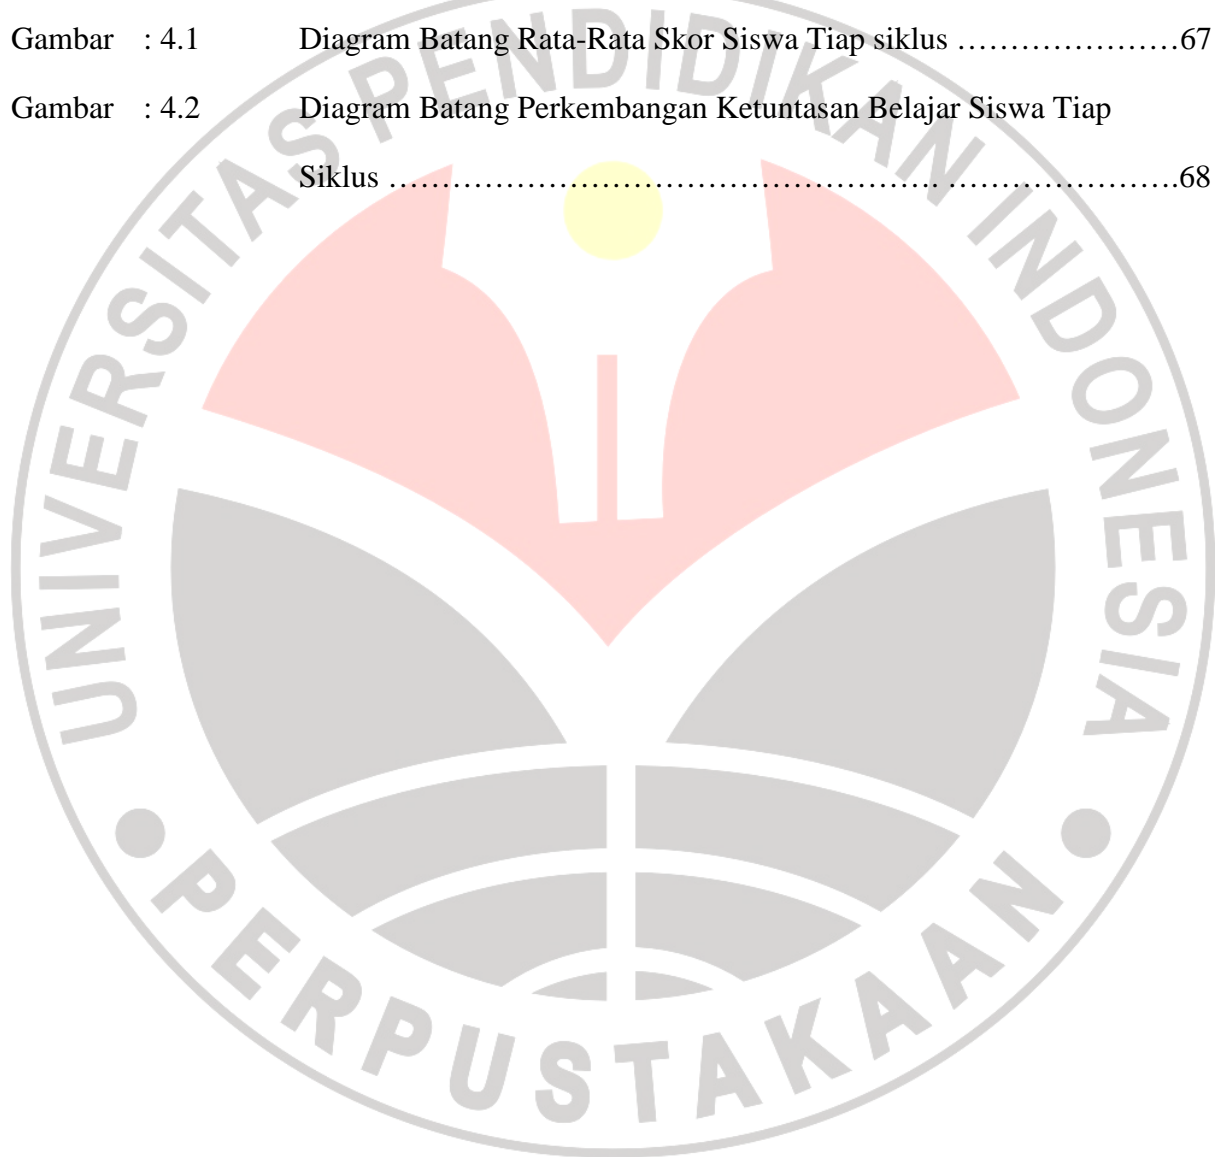 Gambar : 4.1 Diagram Batang Rata-Rata Skor Siswa Tiap siklus …………………67
Gambar : 4.2 Diagram Batang Perkembangan Ketuntasan Belajar Siswa Tiap
Siklus ……………………………………………. ………………….68
UNIVERSITAS PENDIDIKAN INDONESIA
PERPUSTAKAAN